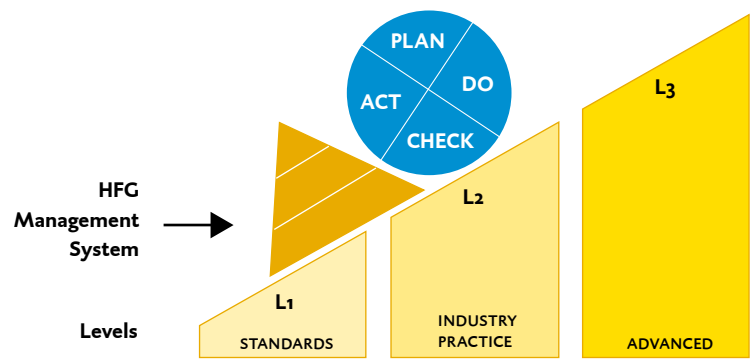 PLAN
DO
ACT
CHECK
L3
HFG
Management
System
L2
L1
Levels
STANDARDS
INDUSTRY
PRACTICE
ADVANCED